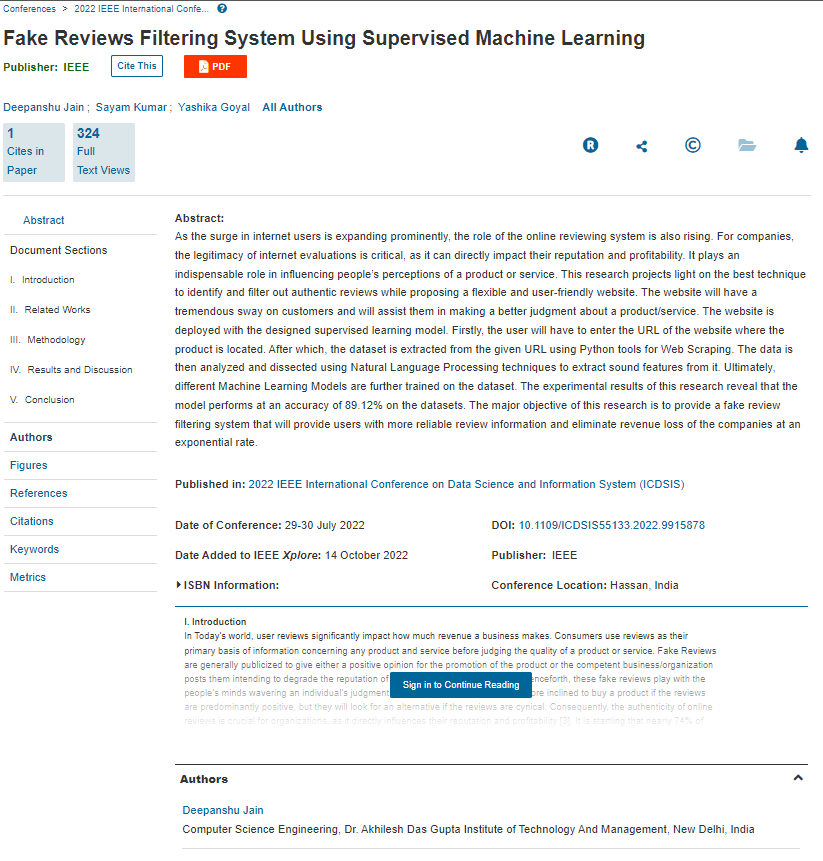 Conferences > 2022 IEEE International Confe... ?
Fake Reviews Filtering System Using Supervised Machine Learning
Publisher: IEEE Cite This PDF
Deepanshu Jain ; Sayam Kumar ; Yashika Goyal All Authors
1 324
Cites in Full
Paper Text Views
R
©
Abstract
Document Sections
I. Introduction
II. Related Works
III. Methodology
IV. Results and Discussion
V. Conclusion
Authors
Figures
References
Citations
Keywords
Metrics
Abstract:
As the surge in internet users is expanding prominently, the role of the online reviewing system is also rising. For companies,
the legitimacy of internet evaluations is critical, as it can directly impact their reputation and profitability. It plays an
indispensable role in influencing people's perceptions of a product or service. This research projects light on the best technique
to identify and filter out authentic reviews while proposing a flexible and user-friendly website. The website will have a
tremendous sway on customers and will assist them in making a better judgment about a product/service. The website is
deployed with the designed supervised learning model. Firstly, the user will have to enter the URL of the website where the
product is located. After which, the dataset is extracted from the given URL using Python tools for Web Scraping. The data is
then analyzed and dissected using Natural Language Processing techniques to extract sound features from it. Ultimately,
different Machine Learning Models are further trained on the dataset. The experimental results of this research reveal that the
model performs at an accuracy of 89.12% on the datasets. The major objective of this research is to provide a fake review
filtering system that will provide users with more reliable review information and eliminate revenue loss of the companies at an
exponential rate.
Published in: 2022 IEEE International Conference on Data Science and Information System (ICDSIS)
Date of Conference: 29-30 July 2022 DOI: 10.1109/ICDSIS55133.2022.9915878
Date Added to IEEE Xplore: 14 October 2022 Publisher: IEEE
ISBN Information: Conference Location: Hassan, India
I. Introduction
In Today's world, user reviews significantly impact how much revenue a business makes. Consumers use reviews as their
primary basis of information concerning any product and service before judging the quality of a product or service. Fake Reviews
are generally publicized to give either a positive opinion for the promotion of the product or the competent business/organization
posts them intending to degrade the reputation of enceforth, these fake reviews play with the
Sign in to Continue Reading
people's minds wavering an individual's judgment ore inclined to buy a product if the reviews
are predominantly positive, but they will look for an alternative if the reviews are cynical. Consequently, the authenticity of online
reviews is crucial for organizations, as it directly influences their reputation and profitability [3]. It is startling that nearly 74% of
Authors
Deepanshu Jain
Computer Science Engineering, Dr. Akhilesh Das Gupta Institute of Technology And Management, New Delhi, India